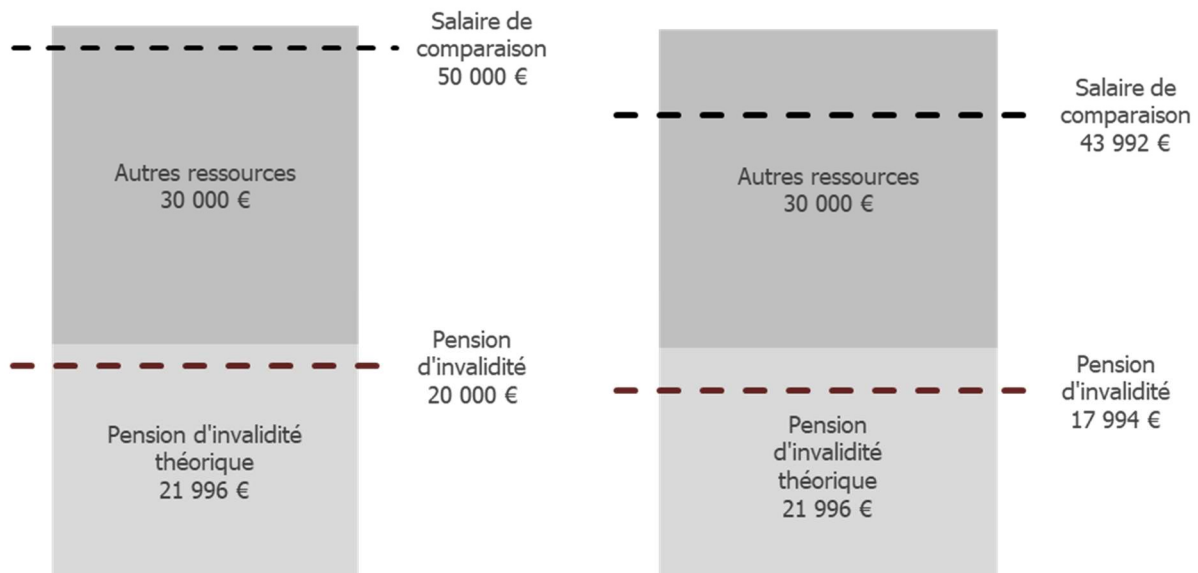 Salaire de
comparaison
50 000 €
Autres ressources
30 000 €
Pension
d'invalidité
20 000 €
Pension d'invalidité
théorique
21 996 €
Salaire de
comparaison
43 992 €
Autres ressources
30 000 €
Pension
d'invalidité
17 994 €
Pension
d'invalidité
théorique
21 996 €